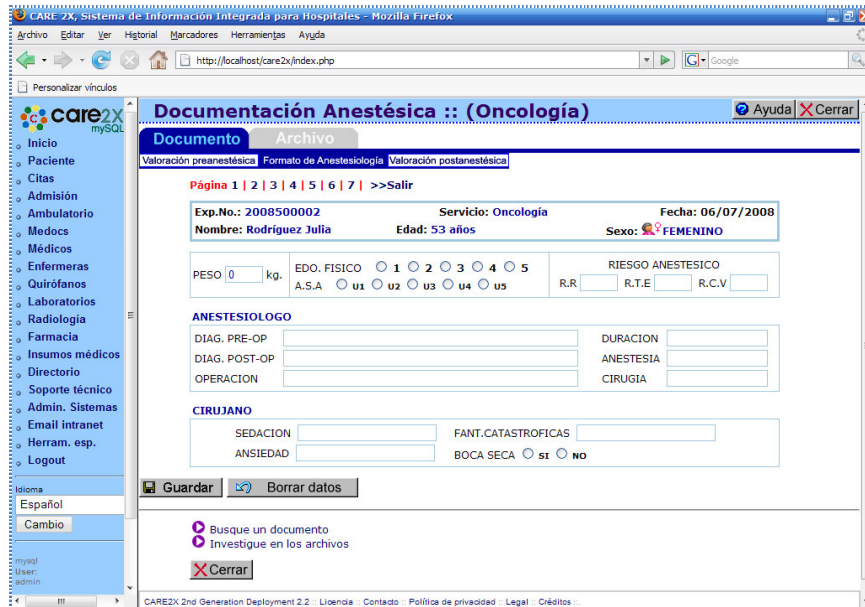 CARE 2X, Sistema de Información Integrada para Hospitales - Mozilla Firefox
Archivo Editar Ver Historial Marcadores Herramientas Ayuda
http://localhost/care2x/index.php
G Google
Personalizar vínculos
care2X
mySQL
Inicio
Paciente
Citas
Admisión
Ambulatorio
Medocs
Médicos
Enfermeras
Quirófanos
Laboratorios
Radiología
Farmacia
Insumos médicos
Directorio
Soporte técnico
Admin. Sistemas
Email intranet
Herram. esp.
Logout
Idioma
Español
Cambio
mysql
User:
admin
Documentación Anestésica :: (Oncología)
Ayuda Cerrar
Documento Archivo
Valoración preanestésica Formato de Anestesiología Valoración postanestésica
Página 1 | 2 | 3 | 4 | 5 | 6 | 7 | >>Salir
Exp.No.: 2008500002 Servicio: Oncología Fecha: 06/07/2008
Nombre: Rodríguez Julia Edad: 53 años Sexo: FEMENINO
PESO 0 kg. EDO. FISICO 1 2 3 4 5 RIESGO ANESTESICO
A.S.A U1 U2 U3 U4 U5 R.R R.T.E R.C.V
ANESTESIOLOGO
DIAG. PRE-OP DURACION
DIAG. POST-OP ANESTESIA
OPERACION CIRUGIA
CIRUJANO
SEDACION FANT.CATASTROFICAS
ANSIEDAD BOCA SECA SI NO
Guardar Borrar datos
Busque un documento
Investigue en los archivos
Cerrar
CARE2X 2nd Generation Deployment 2.2 :: Licencia :: Contacto :: Política de privacidad :: Legal :: Créditos ::.